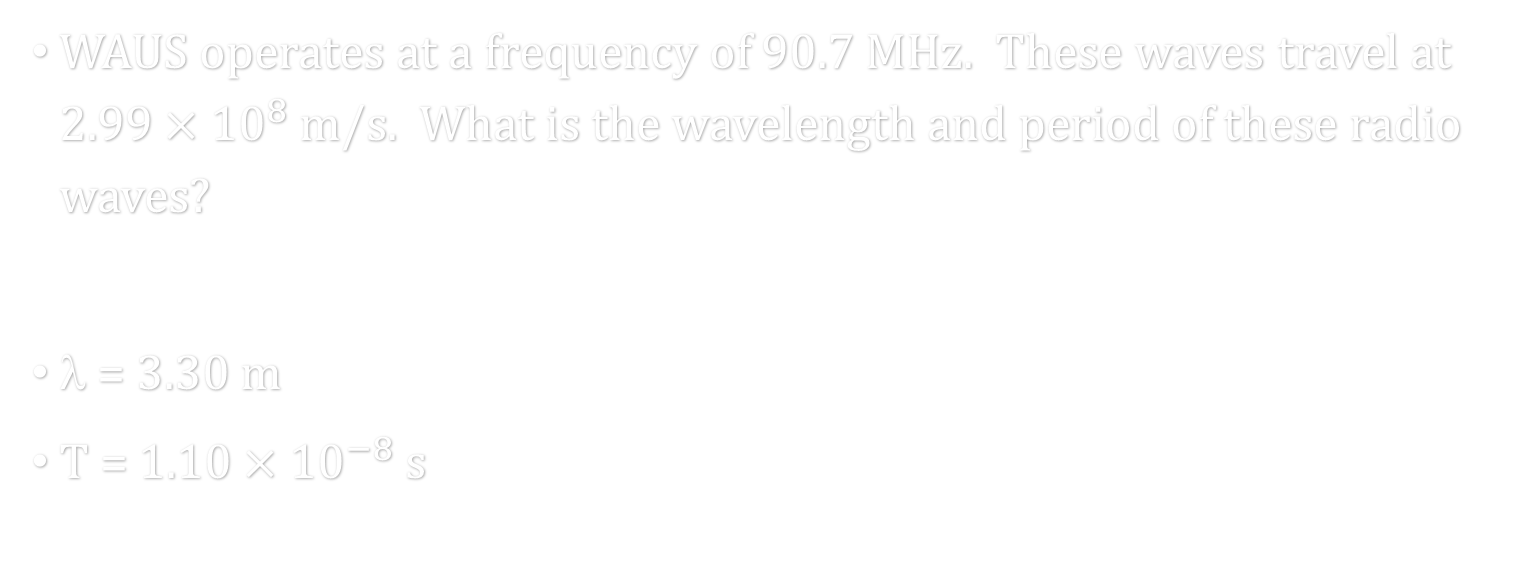 • WAUS operates at a frequency of 90.7 MHz.  These waves travel at
2.99 × 10⁸ m/s.  What is the wavelength and period of these radio
waves?
• λ = 3.30 m
• T = 1.10 × 10⁻⁸ s